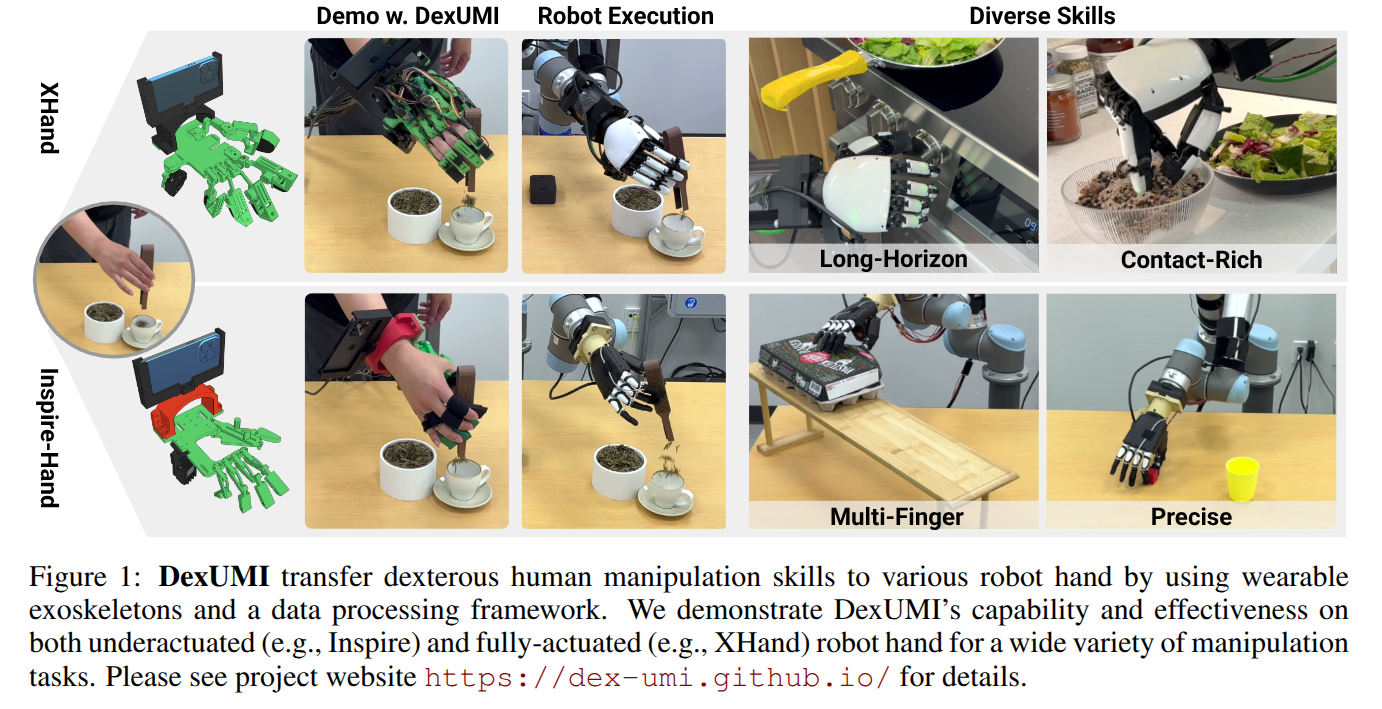 Demo w. DexUMI
Robot Execution
Diverse Skills
XHand
Long-Horizon
Contact-Rich
Inspire-Hand
Multi-Finger
Precise
Figure 1: DexUMI transfer dexterous human manipulation skills to various robot hand by using wearable
exoskeletons and a data processing framework. We demonstrate DexUMI's capability and effectiveness on
both underactuated (e.g., Inspire) and fully-actuated (e.g., XHand) robot hand for a wide variety of manipulation
tasks. Please see project website https://dex-umi.github.io/ for details.